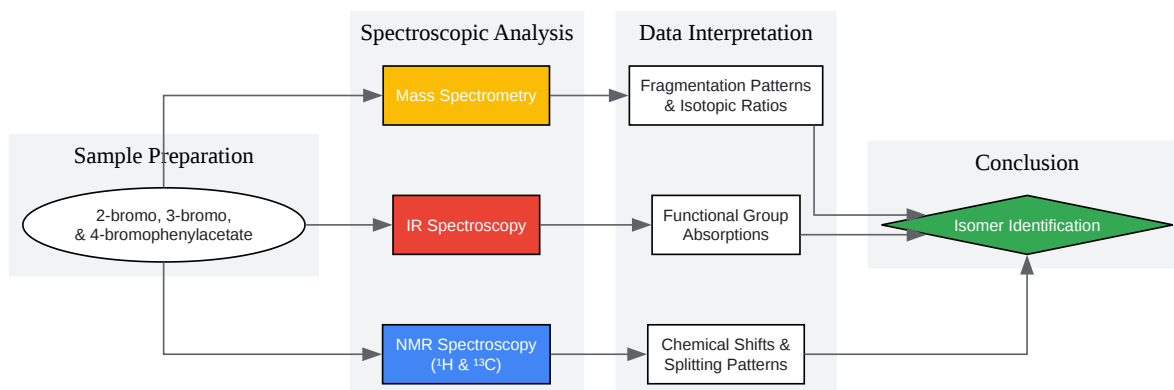 Spectroscopic Analysis
Data Interpretation
Mass Spectrometry
Fragmentation Patterns
& Isotopic Ratios
Sample Preparation
Conclusion
2-bromo, 3-bromo,
& 4-bromophenylacetate
IR Spectroscopy
Functional Group
Absorptions
Isomer Identification
NMR Spectroscopy
(¹H & ¹³C)
Chemical Shifts &
Splitting Patterns